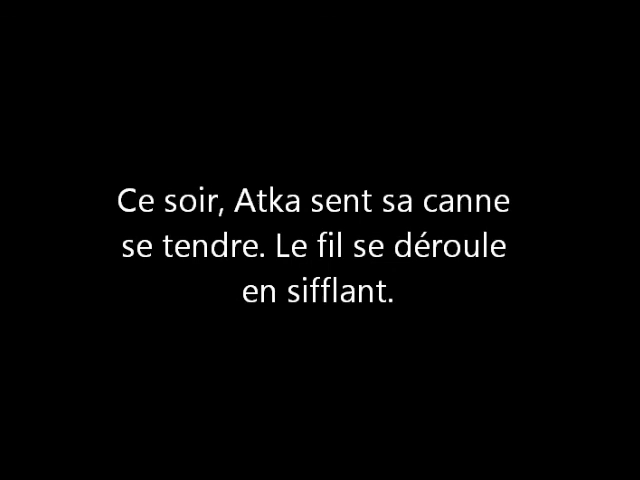 Ce soir, Atka sent sa canne
se tendre. Le fil se déroule
en sifflant.